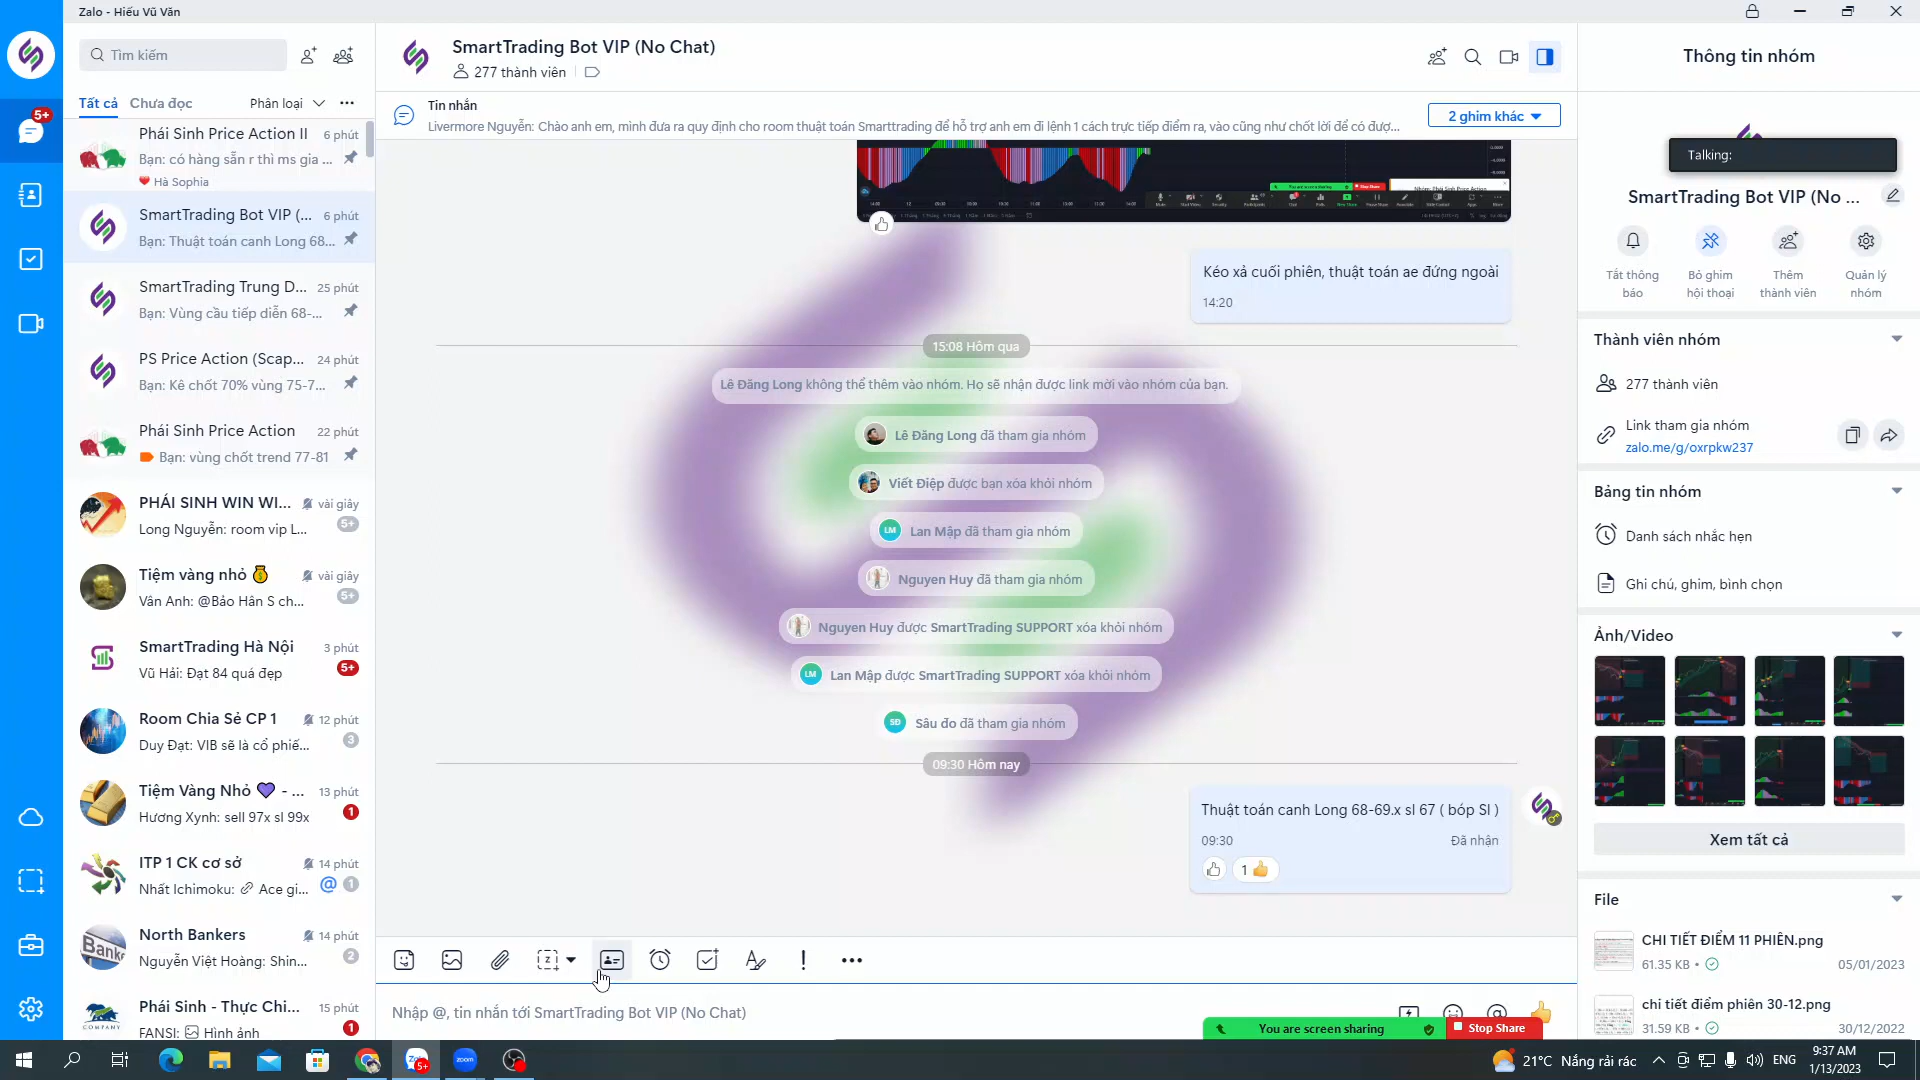 Zalo - Hiếu Vũ Văn
Tìm kiếm
Tất cả
Chưa đọc
Phân loại
Phái Sinh Price Action II
6 phút
Bạn: có hàng sẵn r thì ms gia ...
Hà Sophia
SmartTrading Bot VIP (...
6 phút
Bạn: Thuật toán canh Long 68...
SmartTrading Trung D...
25 phút
Bạn: Vùng cầu tiếp diễn 68-...
PS Price Action (Scap...
24 phút
Bạn: Kê chốt 70% vùng 75-7...
Phái Sinh Price Action
22 phút
Bạn: vùng chốt trend 77-81
PHÁI SINH WIN WI...
vài giây
Long Nguyễn: room vip L...
5+
Tiệm vàng nhỏ
vài giây
Vân Anh: @Bảo Hân S ch...
5+
SmartTrading Hà Nội
3 phút
Vũ Hải: Đạt 84 quá đẹp
5+
Room Chia Sẻ CP 1
12 phút
Duy Đạt: VIB sẽ là cổ phiế...
3
Tiệm Vàng Nhỏ 💜 - ...
13 phút
Hương Xynh: sell 97x sl 99x
1
ITP 1 CK cơ sở
14 phút
Nhất Ichimoku: Ace gi...
@ 1
North Bankers
14 phút
Nguyễn Việt Hoàng: Shin...
2
Phái Sinh - Thực Chi...
15 phút
FANSI: Hình ảnh
1
5+
SmartTrading Bot VIP (No Chat)
277 thành viên
Tin nhắn
Livermore Nguyễn: Chào anh em, mình đưa ra quy định cho room thuật toán Smarttrading để hỗ trợ anh em đi lệnh 1 cách trực tiếp điểm ra, vào cũng như chốt lời để có đượ...
2 ghim khác
Kéo xả cuối phiên, thuật toán ae đứng ngoài
14:20
15:08 Hôm qua
Lê Đăng Long không thể thêm vào nhóm. Họ sẽ nhận được link mời vào nhóm của bạn.
Lê Đăng Long đã tham gia nhóm
Viết Điệp được bạn xóa khỏi nhóm
LM Lan Mập đã tham gia nhóm
Nguyen Huy đã tham gia nhóm
Nguyen Huy được SmartTrading SUPPORT xóa khỏi nhóm
LM Lan Mập được SmartTrading SUPPORT xóa khỏi nhóm
SĐ Sâu đo đã tham gia nhóm
09:30 Hôm nay
Thuật toán canh Long 68-69.x sl 67 ( bóp Sl )
09:30
Đã nhận
1
Nhập @, tin nhắn tới SmartTrading Bot VIP (No Chat)
You are screen sharing
Stop Share
Thông tin nhóm
Talking:
SmartTrading Bot VIP (No ...
Tắt thông báo
Bỏ ghim hội thoại
Thêm thành viên
Quản lý nhóm
Thành viên nhóm
277 thành viên
Link tham gia nhóm
zalo.me/g/oxrpkw237
Bảng tin nhóm
Danh sách nhắc hẹn
Ghi chú, ghim, bình chọn
Ảnh/Video
Xem tất cả
File
CHI TIẾT ĐIỂM 11 PHIÊN.png
61.35 KB
05/01/2023
chi tiết điểm phiên 30-12.png
31.59 KB
30/12/2022
zoom
5+
21°C Nắng rải rác
ENG
9:37 AM
1/13/2023